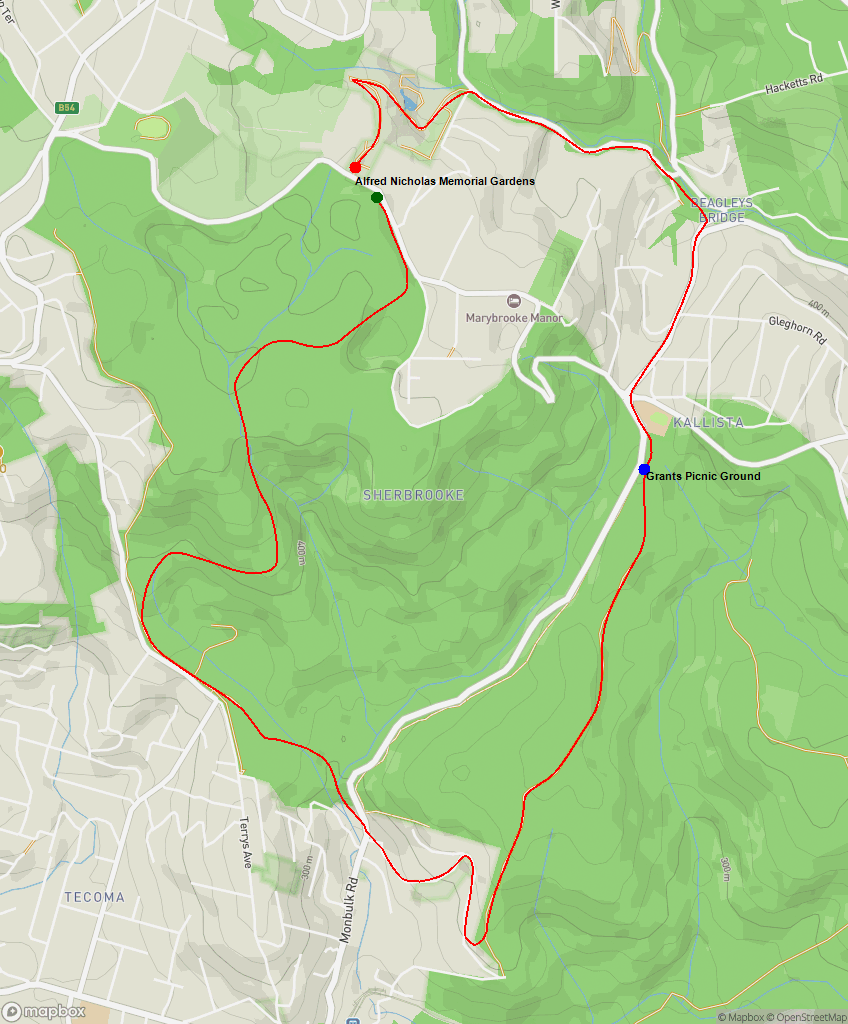 Hacketts Rd
B54
Alfred Nicholas Memorial Gardens
BEAGLEYS
BRIDGE
Marybrooke Manor
400 m
Gleghorn Rd
KALLISTA
Grants Picnic Ground
SHERBROOKE
400 m
Terrys Ave
300 m
300 m
TECOMA
Monbulk Rd
mapbox
© Mapbox © OpenStreetMap